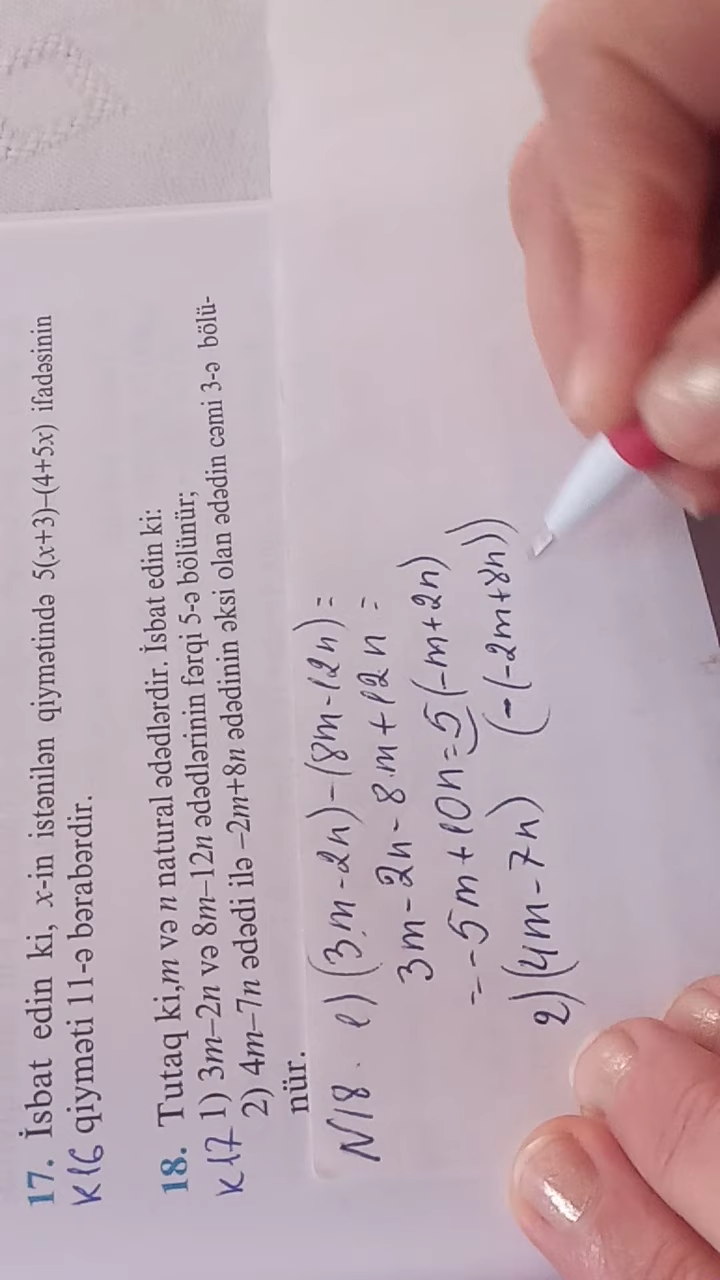 17. İsbat edin ki, x-in istənilən qiymətində 5(x+3)–(4+5x) ifadəsinin
K16 qiyməti 11-ə bərabərdir.
18. Tutaq ki,m və n natural ədədlərdir. İsbat edin ki:
K17 1) 3m–2n və 8m–12n ədədlərinin fərqi 5-ə bölünür;
2) 4m–7n ədədi ilə –2m+8n ədədinin əksi olan ədədin cəmi 3-ə bölü-
nür.
N18. 1) (3m-2n)-(8m-12n)=
3m-2n-8m+12n=
=-5m+10n=5(-m+2n)
2) (4m-7n) (-(-2m+8n))